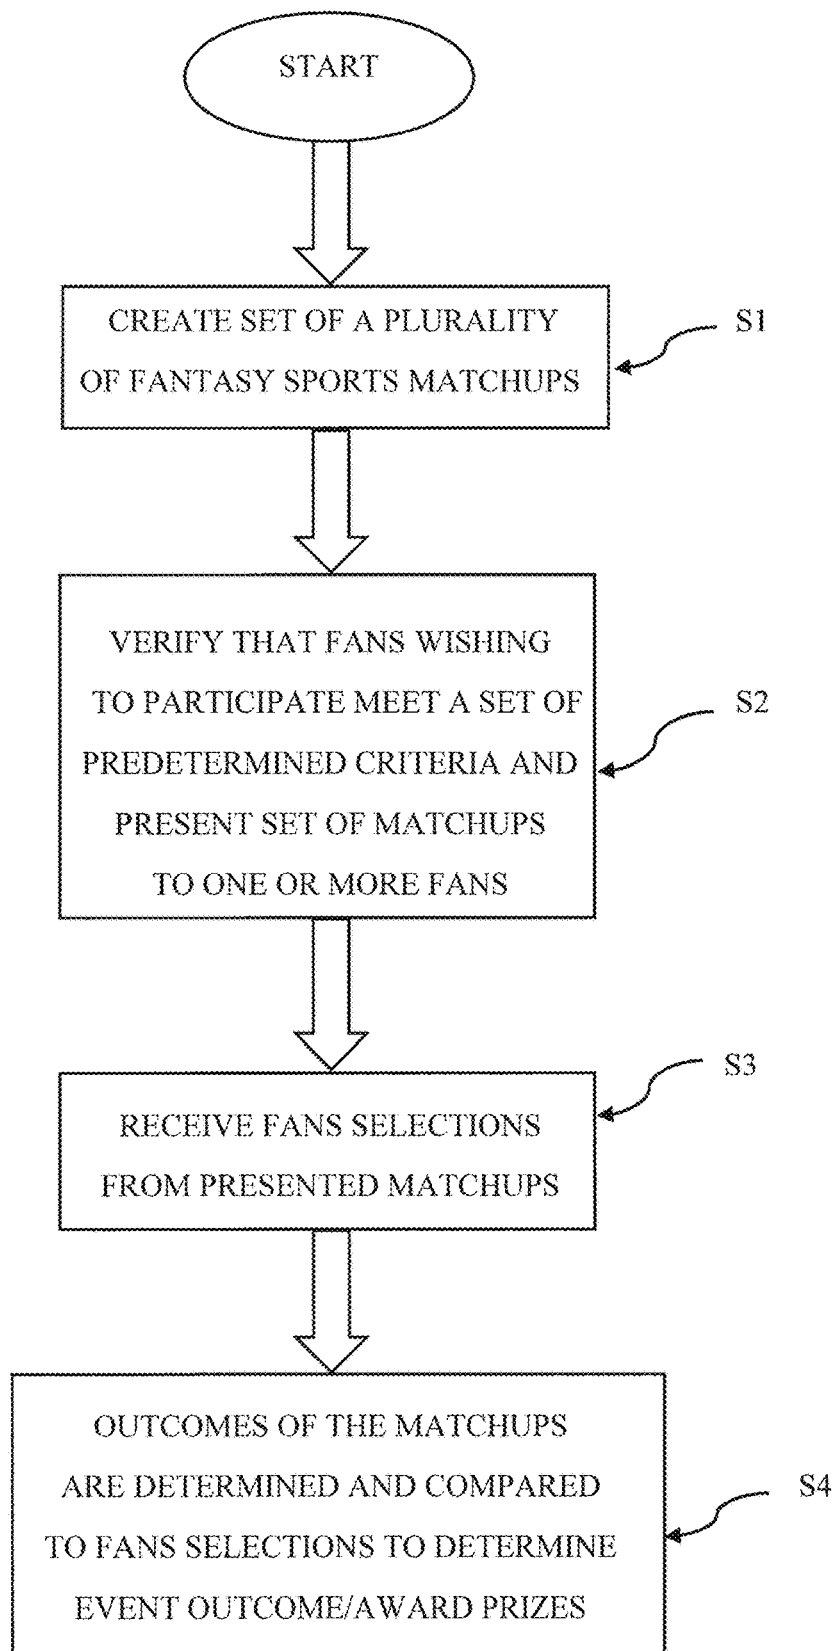 START
CREATE SET OF A PLURALITY
OF FANTASY SPORTS MATCHUPS
S1
VERIFY THAT FANS WISHING
TO PARTICIPATE MEET A SET OF
PREDETERMINED CRITERIA AND
PRESENT SET OF MATCHUPS
TO ONE OR MORE FANS
S2
RECEIVE FANS SELECTIONS
FROM PRESENTED MATCHUPS
S3
OUTCOMES OF THE MATCHUPS
ARE DETERMINED AND COMPARED
TO FANS SELECTIONS TO DETERMINE
EVENT OUTCOME/AWARD PRIZES
S4